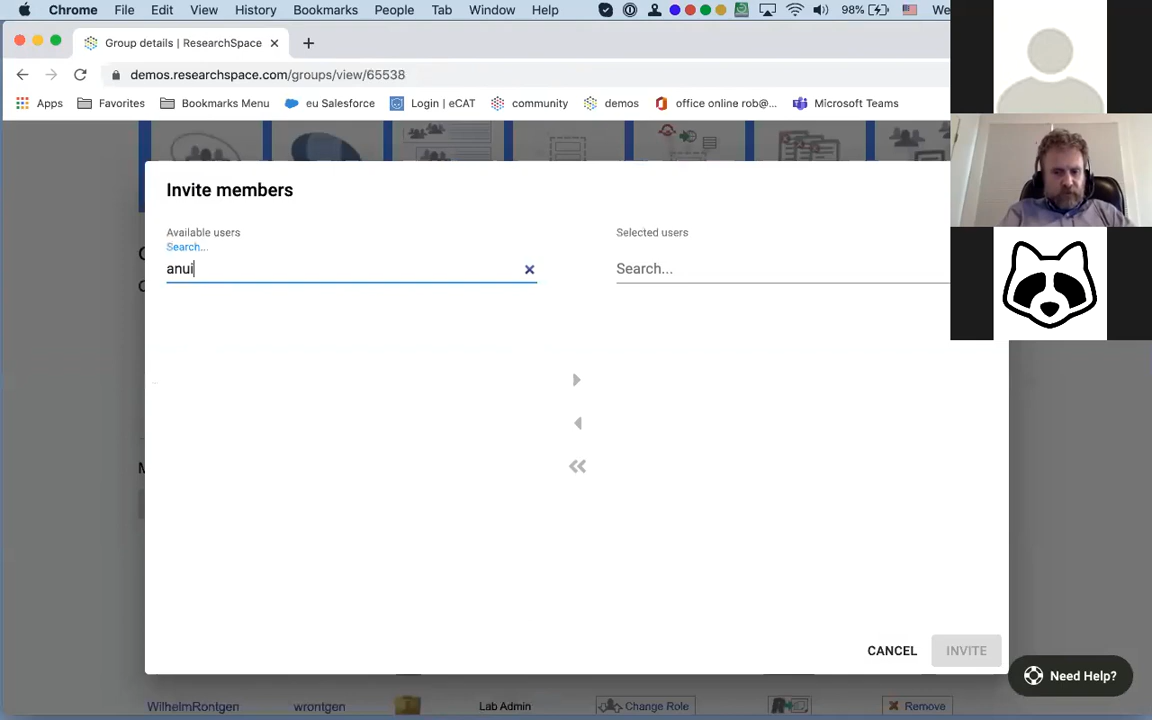 Chrome File Edit View History Bookmarks People Tab Window Help 98% We
Group details | ResearchSpace
demos.researchspace.com/groups/view/65538
Apps Favorites Bookmarks Menu eu Salesforce Login | eCAT community demos office online rob@... Microsoft Teams
Invite members
Available users
Search...
anui
Selected users
Search...
CANCEL INVITE
Need Help?
WilhelmRontgen wrontgen Lab Admin Change Role Remove